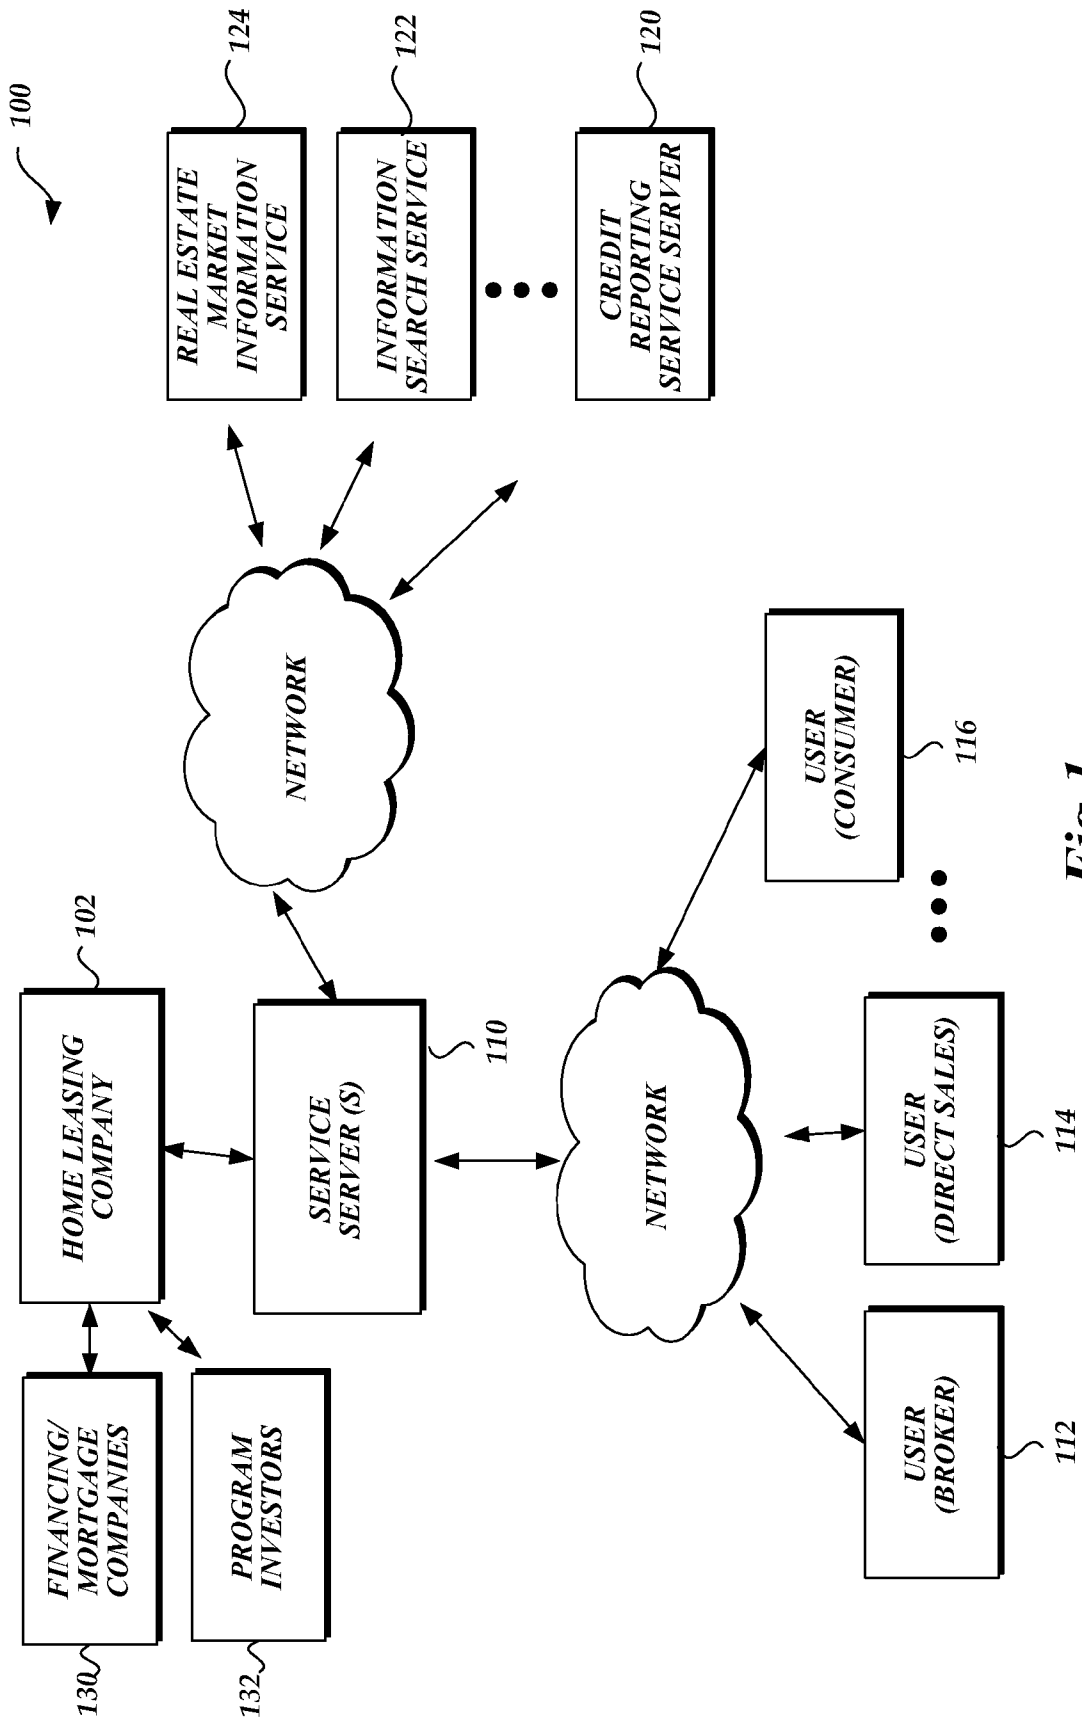 100
FINANCING/
MORTGAGE
COMPANIES
130
PROGRAM
INVESTORS
132
HOME LEASING
COMPANY
102
SERVICE
SERVER (S)
110
NETWORK
REAL ESTATE
MARKET
INFORMATION
SERVICE
124
INFORMATION
SEARCH SERVICE
122
CREDIT
REPORTING
SERVICE SERVER
120
NETWORK
USER
(BROKER)
112
USER
(DIRECT SALES)
114
USER
(CONSUMER)
116
Fig. 1